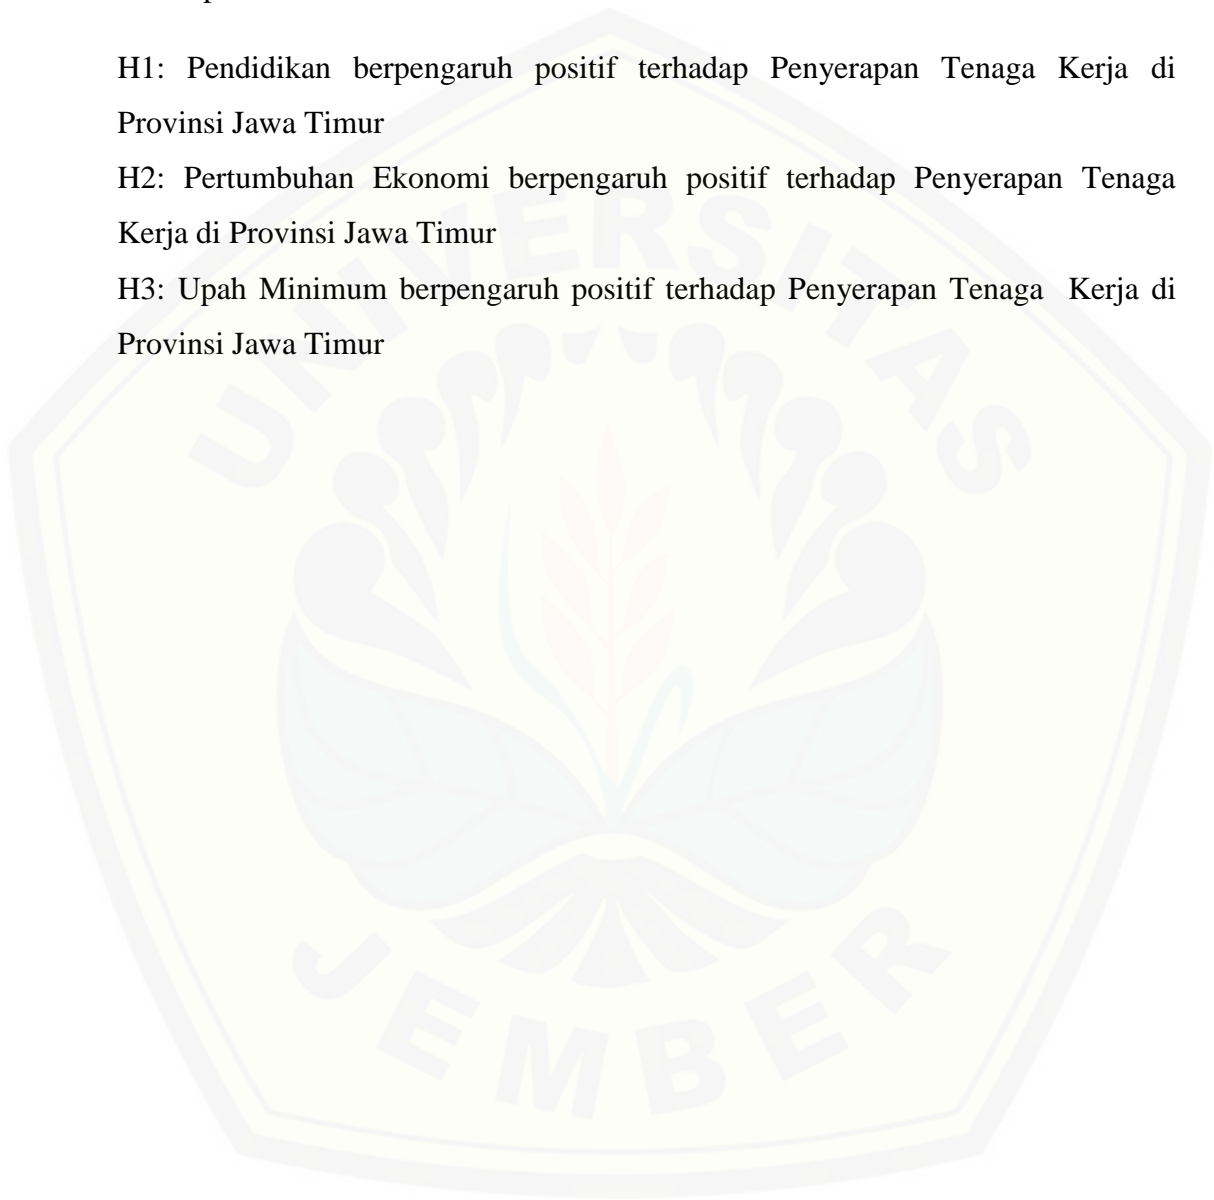 H1: Pendidikan berpengaruh positif terhadap Penyerapan Tenaga Kerja di
Provinsi Jawa Timur
H2: Pertumbuhan Ekonomi berpengaruh positif terhadap Penyerapan Tenaga
Kerja di Provinsi Jawa Timur
H3: Upah Minimum berpengaruh positif terhadap Penyerapan Tenaga Kerja di
Provinsi Jawa Timur
UNIVERSITAS
JEMBER